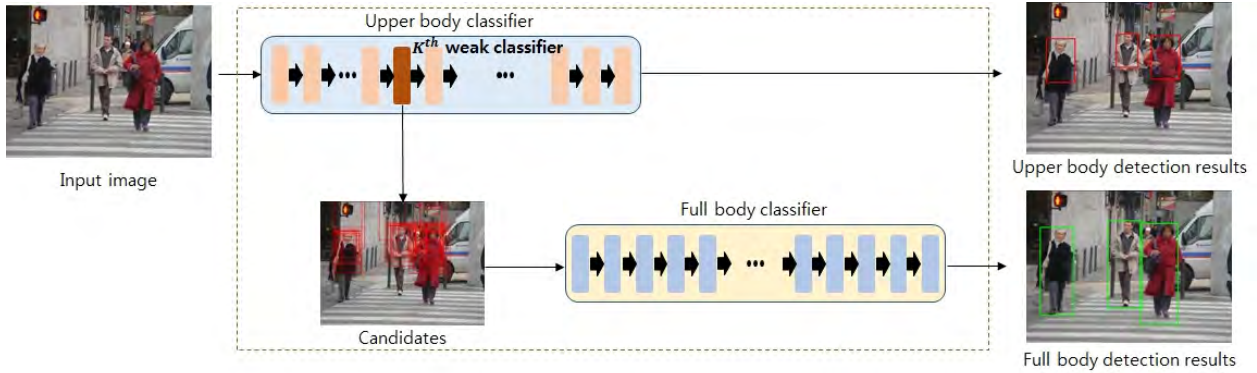 Upper body classifier
K^th weak classifier
Input image
Upper body detection results
Full body classifier
Candidates
Full body detection results